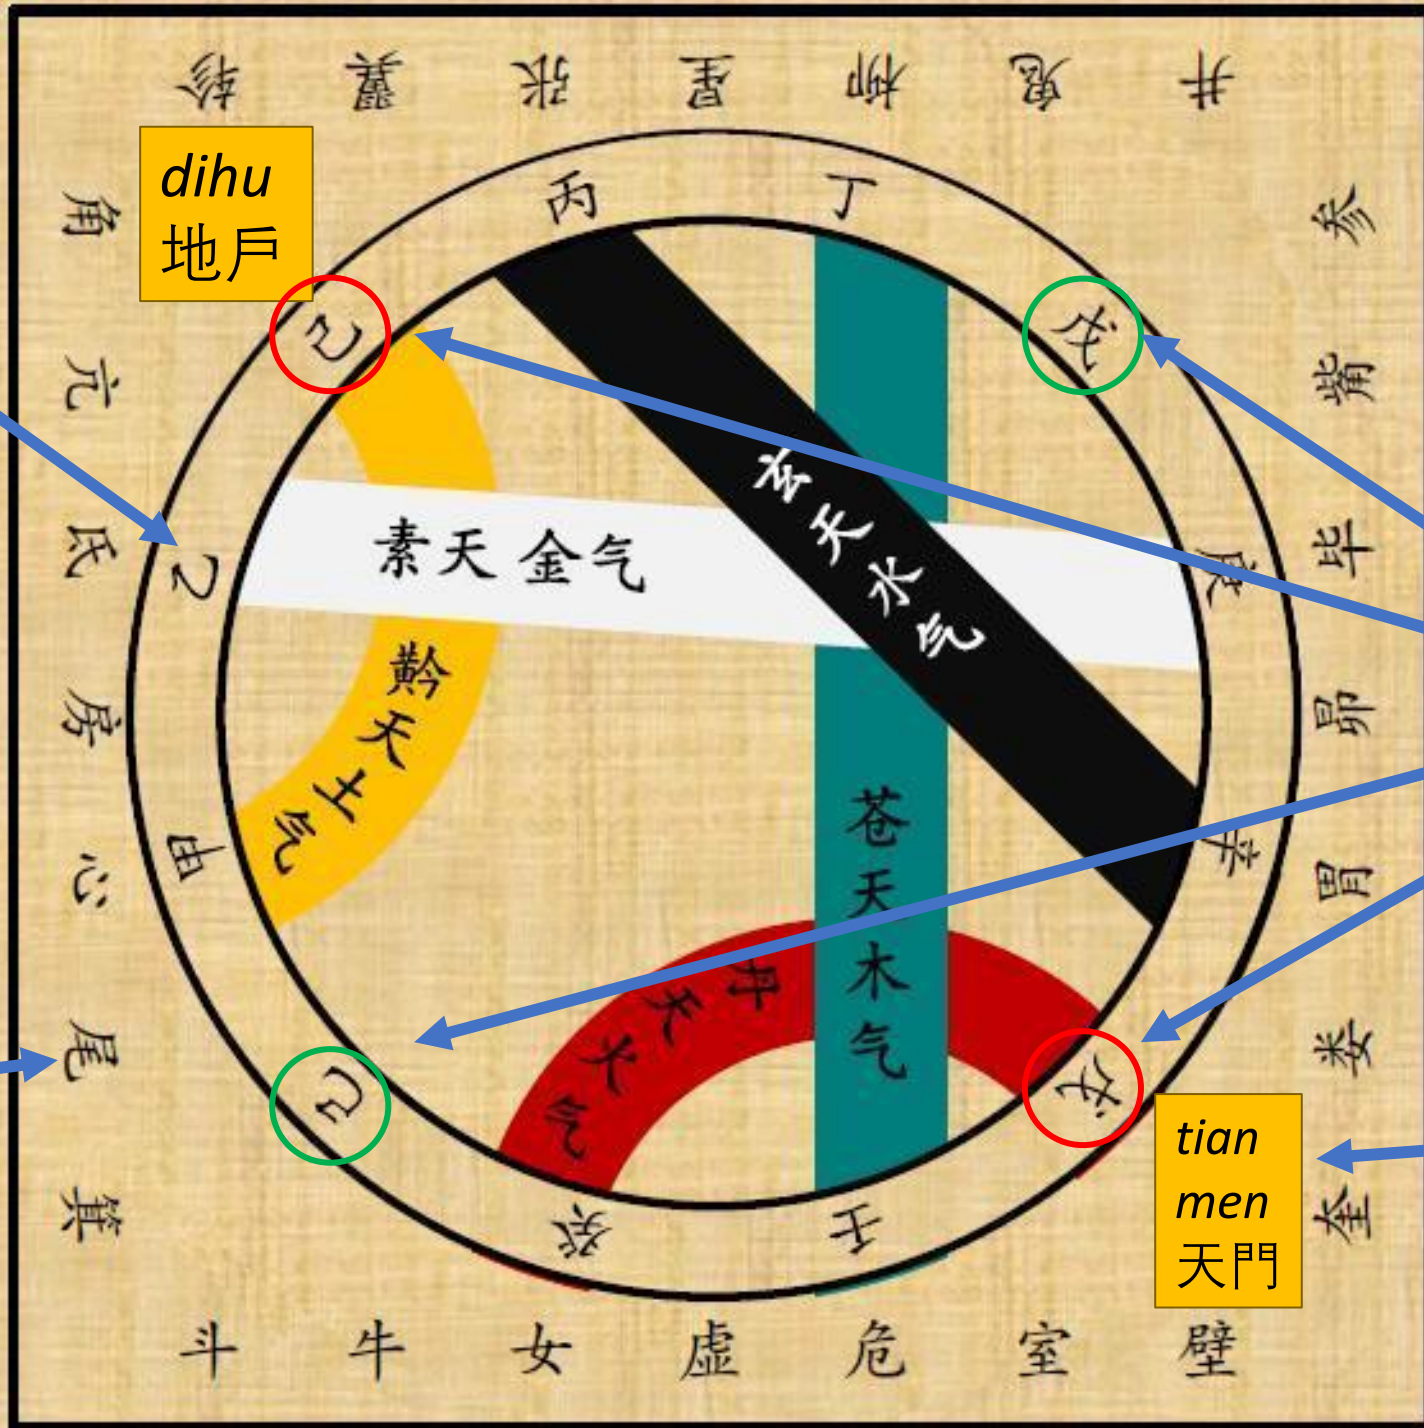 轸 翼 张 星 柳 鬼 井
dihu
地戶
角
亢
氐
房
心
尾
箕
参
觜
毕
昴
胃
娄
奎
斗 牛 女 虚 危 室 壁
己
丙
丁
戊
乙
庚
甲
辛
己
戊
癸
壬
素天金气
玄天水气
黅天土气
苍天木气
丹天火气
tian
men
天門